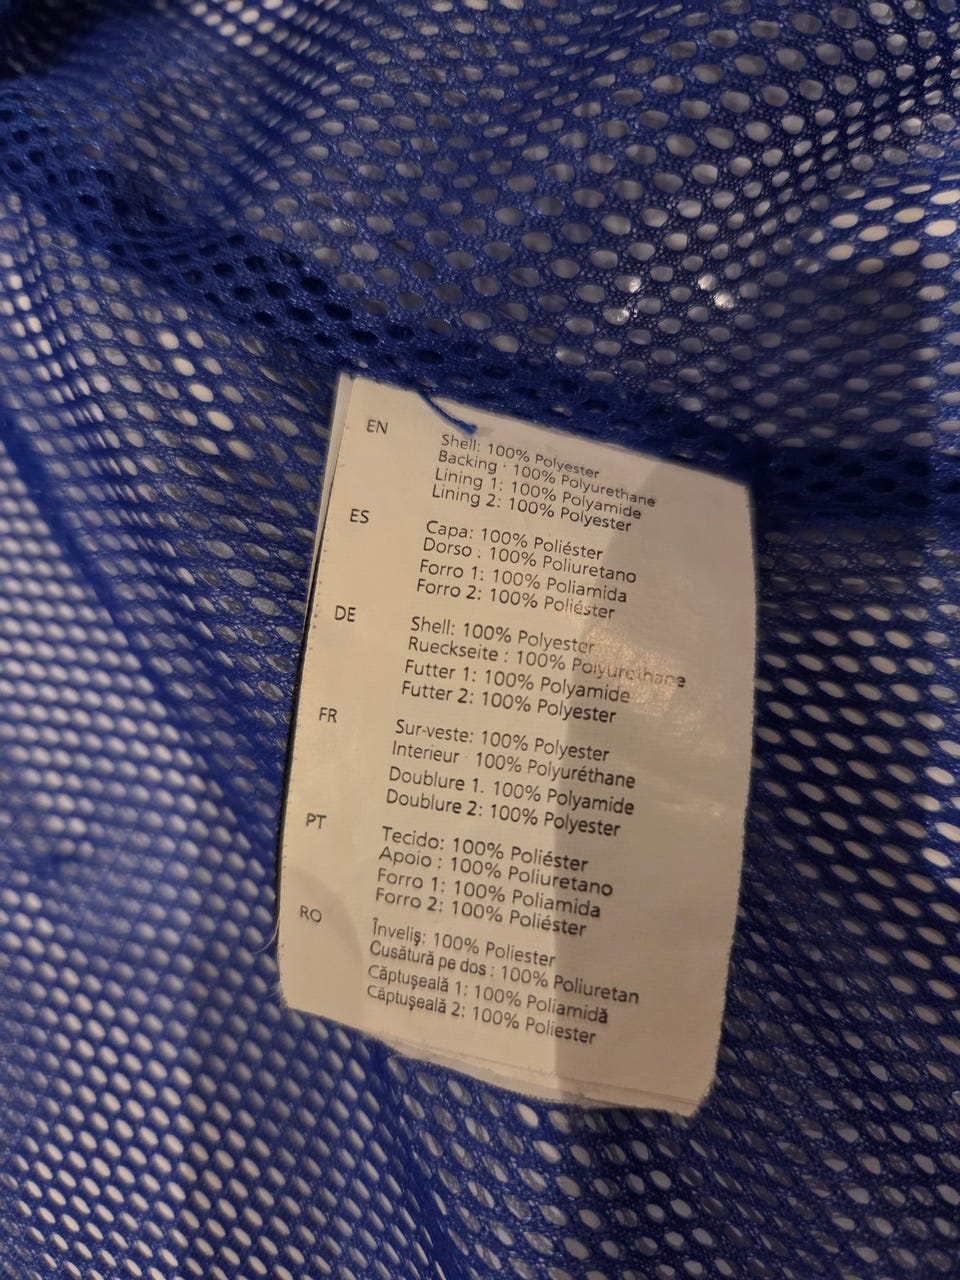 EN
Shell: 100% Polyester
Backing : 100% Polyurethane
Lining 1: 100% Polyamide
Lining 2: 100% Polyester
ES
Capa: 100% Poliéster
Dorso : 100% Poliuretano
Forro 1: 100% Poliamida
Forro 2: 100% Poliéster
DE
Shell: 100% Polyester
Rueckseite : 100% Polyurethane
Futter 1: 100% Polyamide
Futter 2: 100% Polyester
FR
Sur-veste: 100% Polyester
Interieur : 100% Polyuréthane
Doublure 1. 100% Polyamide
Doublure 2: 100% Polyester
PT
Tecido: 100% Poliéster
Apoio : 100% Poliuretano
Forro 1: 100% Poliamida
Forro 2: 100% Poliéster
RO
Înveliş: 100% Poliester
Cusătură pe dos : 100% Poliuretan
Căptuşeală 1: 100% Poliamidă
Căptuşeală 2: 100% Poliester